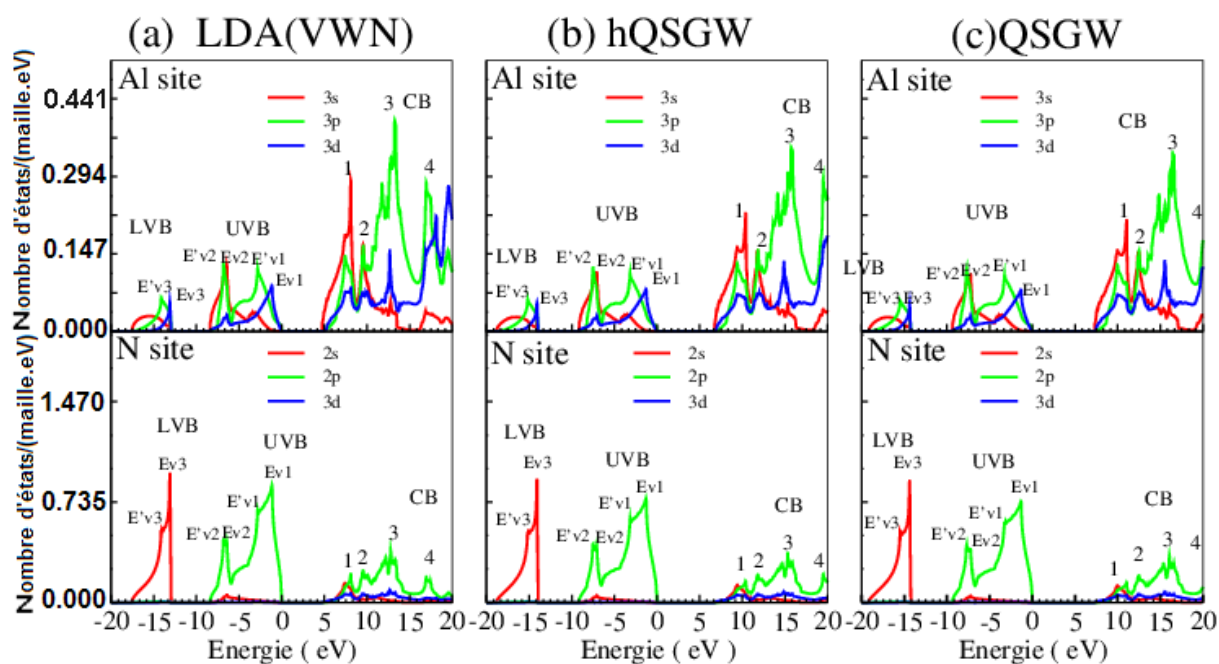 (a) LDA(VWN)
(b) hQSGW
(c)QSGW
Nombre d'états/(maille.eV)
0.441
0.294
0.147
0.000
Al site
3s
3p
3d
CB
3
1
4
2
LVB
UVB
E'v2
Ev2
E'v1
Ev1
E'v3
Ev3
Al site
3s
3p
3d
CB
3
4
1
2
UVB
LVB
E'v2
Ev2
E'v1
Ev1
E'v3
Ev3
Al site
3s
3p
3d
CB
3
4
1
2
UVB
LVB
E'v2
Ev2
E'v1
Ev1
E'v3
Ev3
Nombre d'états/(maille.eV)
1.470
0.735
0.000
N site
2s
2p
3d
LVB
UVB
Ev3
Ev1
E'v1
E'v3
E'v2
Ev2
CB
3
1
2
4
N site
2s
2p
3d
LVB
UVB
Ev3
Ev1
E'v1
E'v3
E'v2
Ev2
CB
3
1
2
4
N site
2s
2p
3d
LVB
UVB
Ev3
Ev1
E'v1
E'v3
E'v2
Ev2
CB
3
1
2
4
-20 -15 -10 -5 0 5 10 15 20
-15 -10 -5 0 5 10 15 20
-15 -10 -5 0 5 10 15 20
Energie ( eV)
Energie ( eV)
Energie ( eV)